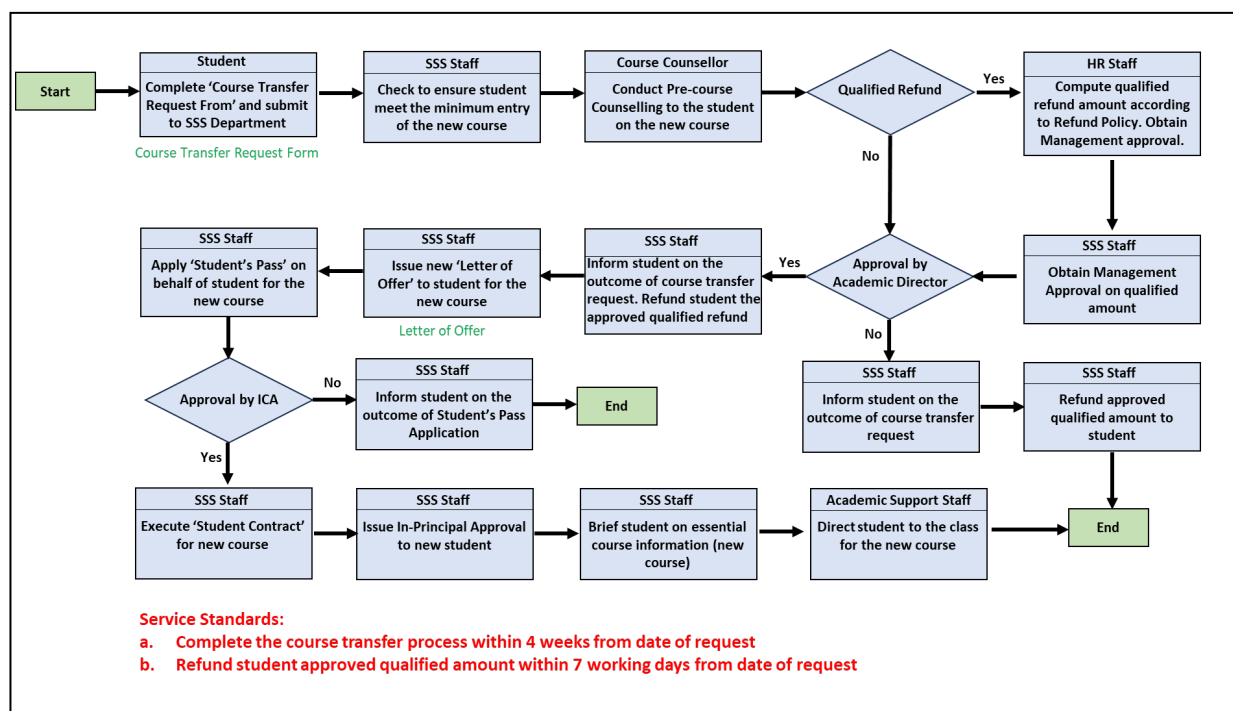 Start
Student
Complete ‘Course Transfer
Request From’ and submit
to SSS Department
Course Transfer Request Form
SSS Staff
Check to ensure student
meet the minimum entry
of the new course
Course Counsellor
Conduct Pre-course
Counselling to the student
on the new course
Qualified Refund
Yes
No
HR Staff
Compute qualified
refund amount according
to Refund Policy. Obtain
Management approval.
SSS Staff
Apply ‘Student’s Pass’ on
behalf of student for the
new course
SSS Staff
Issue new ‘Letter of
Offer’ to student for the
new course
Letter of Offer
SSS Staff
Inform student on the
outcome of course transfer
request. Refund student
the approved qualified refund
Yes
Approval by
Academic Director
No
SSS Staff
Obtain Management
Approval on qualified
amount
Approval by ICA
No
Yes
SSS Staff
Inform student on the
outcome of Student’s Pass
Application
End
SSS Staff
Inform student on the
outcome of course transfer
request
SSS Staff
Refund approved
qualified amount to
student
SSS Staff
Execute ‘Student Contract’
for new course
SSS Staff
Issue In-Principal Approval
to new student
SSS Staff
Brief student on essential
course information (new
course)
Academic Support Staff
Direct student to the class
for the new course
End
Service Standards:
a. Complete the course transfer process within 4 weeks from date of request
b. Refund student approved qualified amount within 7 working days from date of request